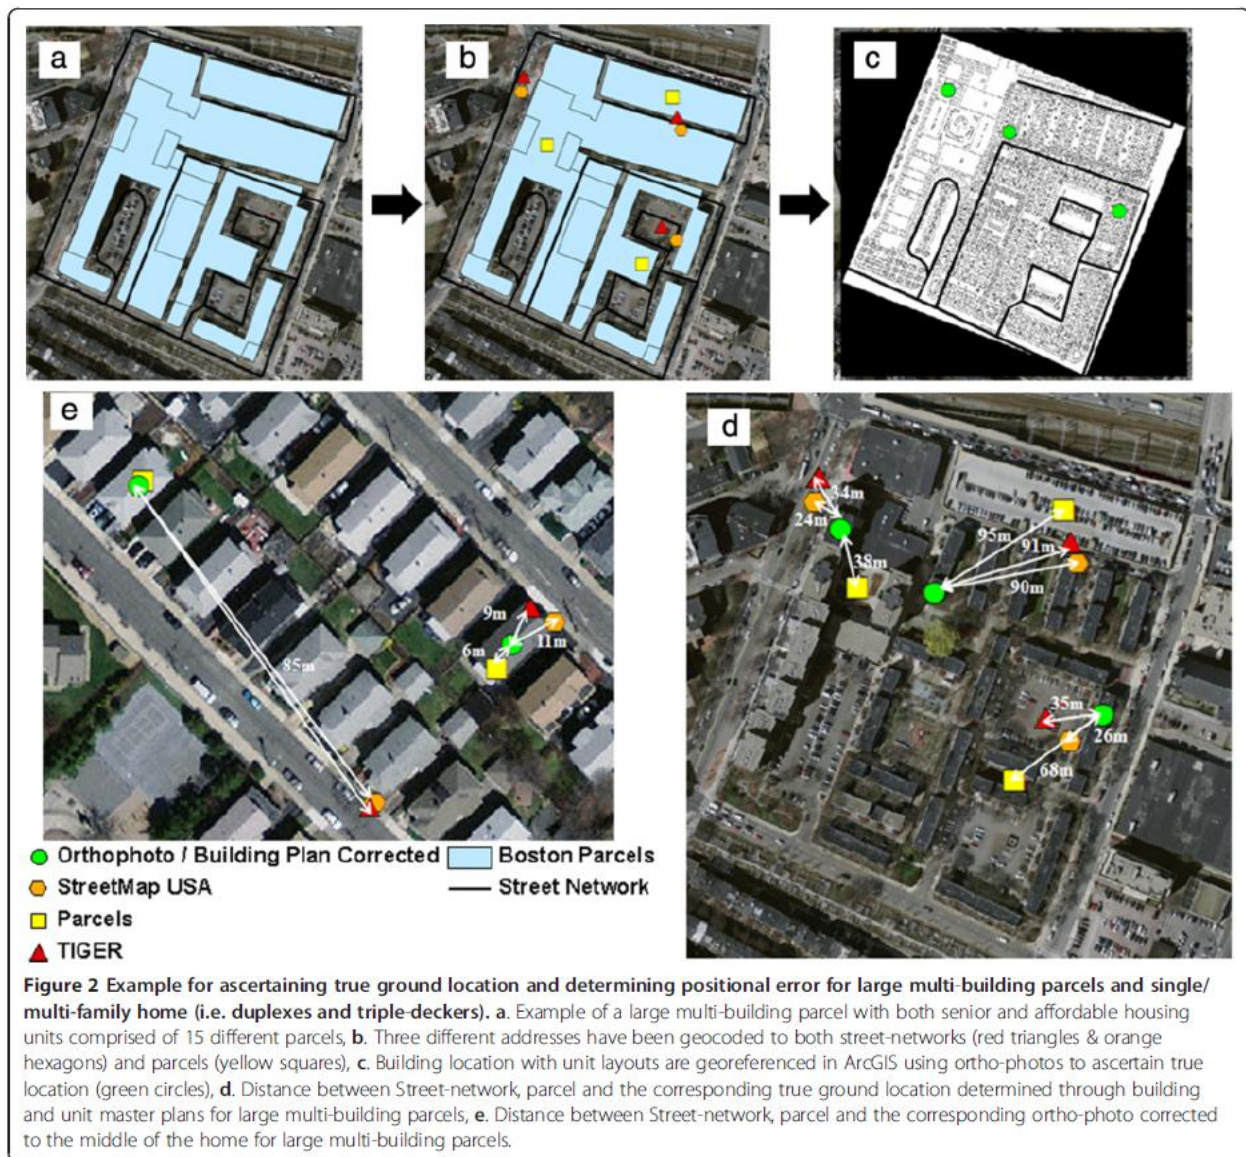 a
b
c
e
d
34m
24m
38m
95m
91m
90m
9m
11m
6m
85m
35m
26m
68m
Orthophoto / Building Plan Corrected
Boston Parcels
StreetMap USA
Street Network
Parcels
TIGER
Figure 2 Example for ascertaining true ground location and determining positional error for large multi-building parcels and single/
multi-family home (i.e. duplexes and triple-deckers). a. Example of a large multi-building parcel with both senior and affordable housing
units comprised of 15 different parcels, b. Three different addresses have been geocoded to both street-networks (red triangles & orange
hexagons) and parcels (yellow squares), c. Building location with unit layouts are georeferenced in ArcGIS using ortho-photos to ascertain true
location (green circles), d. Distance between Street-network, parcel and the corresponding true ground location determined through building
and unit master plans for large multi-building parcels, e. Distance between Street-network, parcel and the corresponding ortho-photo corrected
to the middle of the home for large multi-building parcels.